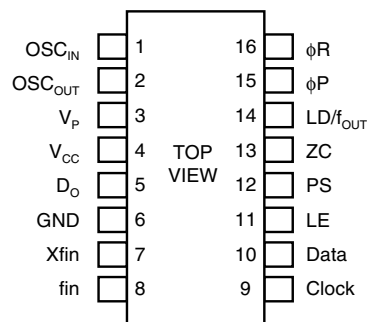 OSC_IN 1 16 ϕR
OSC_OUT 2 15 ϕP
V_P 3 14 LD/f_OUT
V_CC 4 TOP 13 ZC
D_O 5 VIEW 12 PS
GND 6 11 LE
Xfin 7 10 Data
fin 8 9 Clock